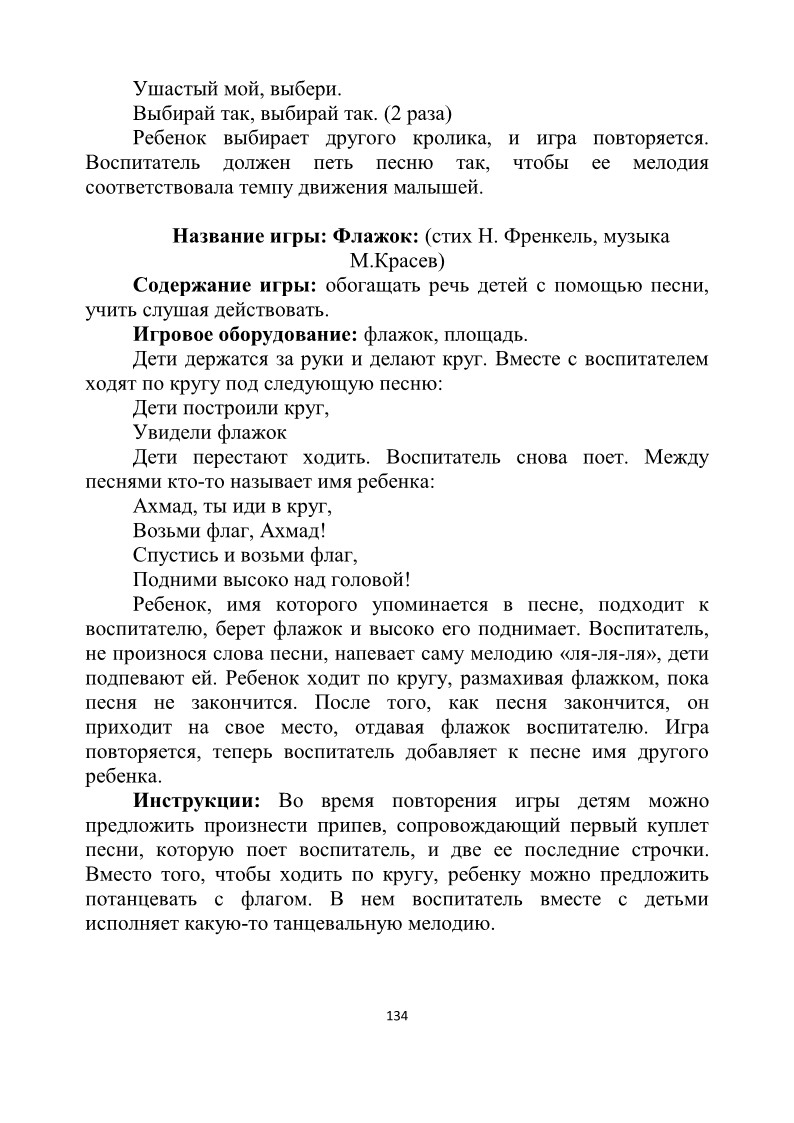 Ушастый мой, выбери.
Выбирай так, выбирай так. (2 раза)
Ребенок выбирает другого кролика, и игра повторяется.
Воспитатель должен петь песню так, чтобы ее мелодия
соответствовала темпу движения малышей.
Название игры: Флажок: (стих Н. Френкель, музыка
М.Красев)
Содержание игры: обогащать речь детей с помощью песни,
учить слушая действовать.
Игровое оборудование: флажок, площадь.
Дети держатся за руки и делают круг. Вместе с воспитателем
ходят по кругу под следующую песню:
Дети построили круг,
Увидели флажок
Дети перестают ходить. Воспитатель снова поет. Между
песнями кто-то называет имя ребенка:
Ахмад, ты иди в круг,
Возьми флаг, Ахмад!
Спустись и возьми флаг,
Подними высоко над головой!
Ребенок, имя которого упоминается в песне, подходит к
воспитателю, берет флажок и высоко его поднимает. Воспитатель,
не произнося слова песни, напевает саму мелодию «ля-ля-ля», дети
подпевают ей. Ребенок ходит по кругу, размахивая флажком, пока
песня не закончится. После того, как песня закончится, он
приходит на свое место, отдавая флажок воспитателю. Игра
повторяется, теперь воспитатель добавляет к песне имя другого
ребенка.
Инструкции: Во время повторения игры детям можно
предложить произнести припев, сопровождающий первый куплет
песни, которую поет воспитатель, и две ее последние строчки.
Вместо того, чтобы ходить по кругу, ребенку можно предложить
потанцевать с флагом. В нем воспитатель вместе с детьми
исполняет какую-то танцевальную мелодию.
134